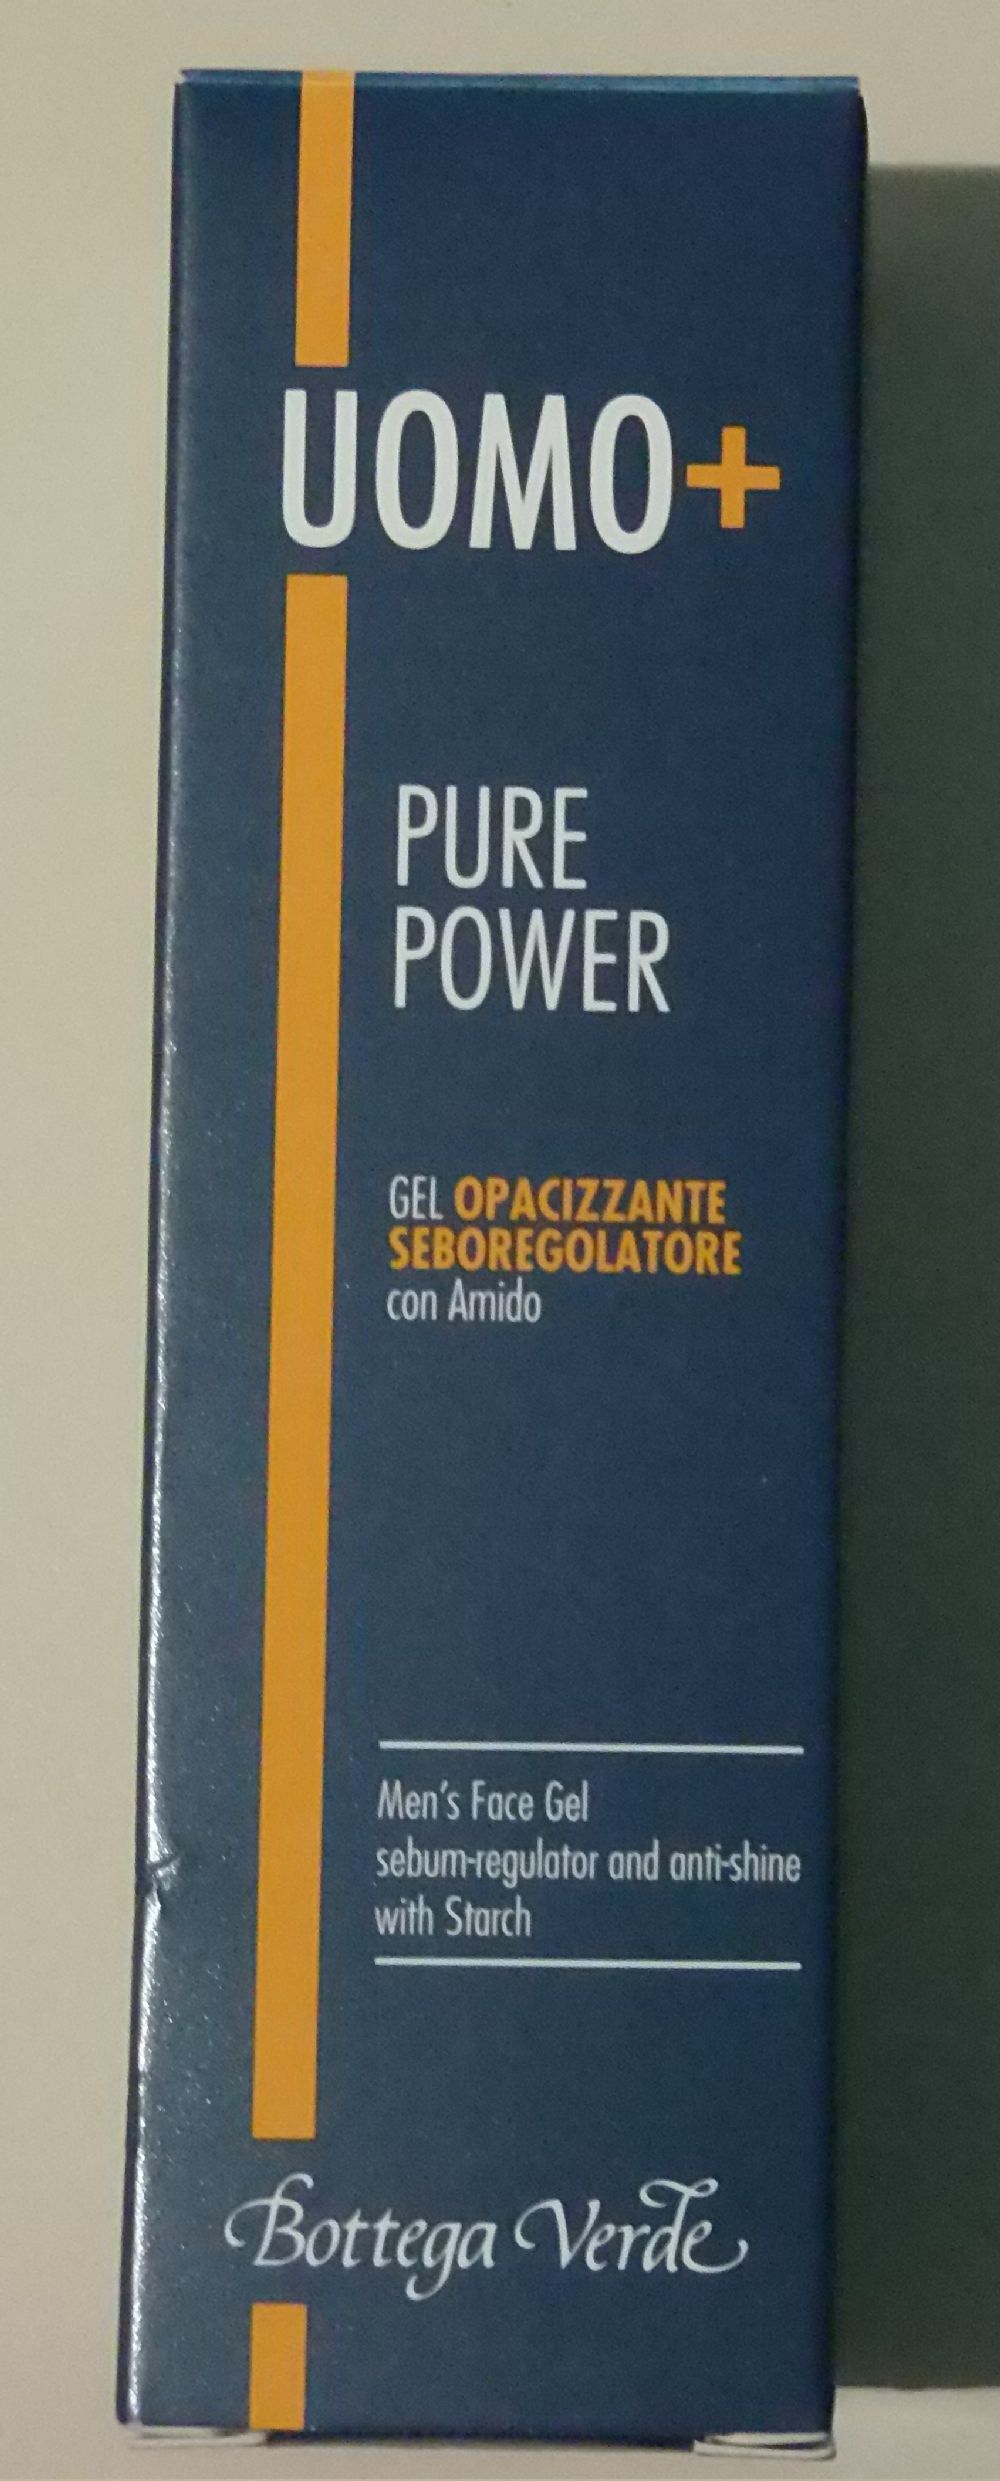 UOMO+
PURE
POWER
GEL OPACIZZANTE
SEBOREGOLATORE
con Amido
Men's Face Gel
sebum-regulator and anti-shine
with Starch
Bottega Verde